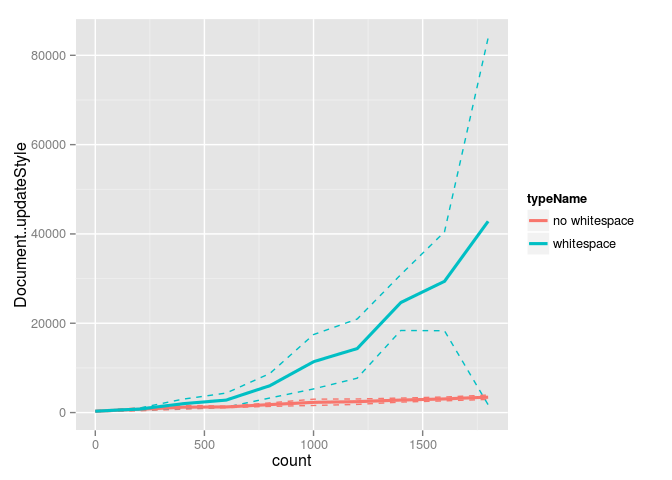 80000
60000
40000
20000
0
Document..updateStyle
0 500 1000 1500
count
typeName
no whitespace
whitespace